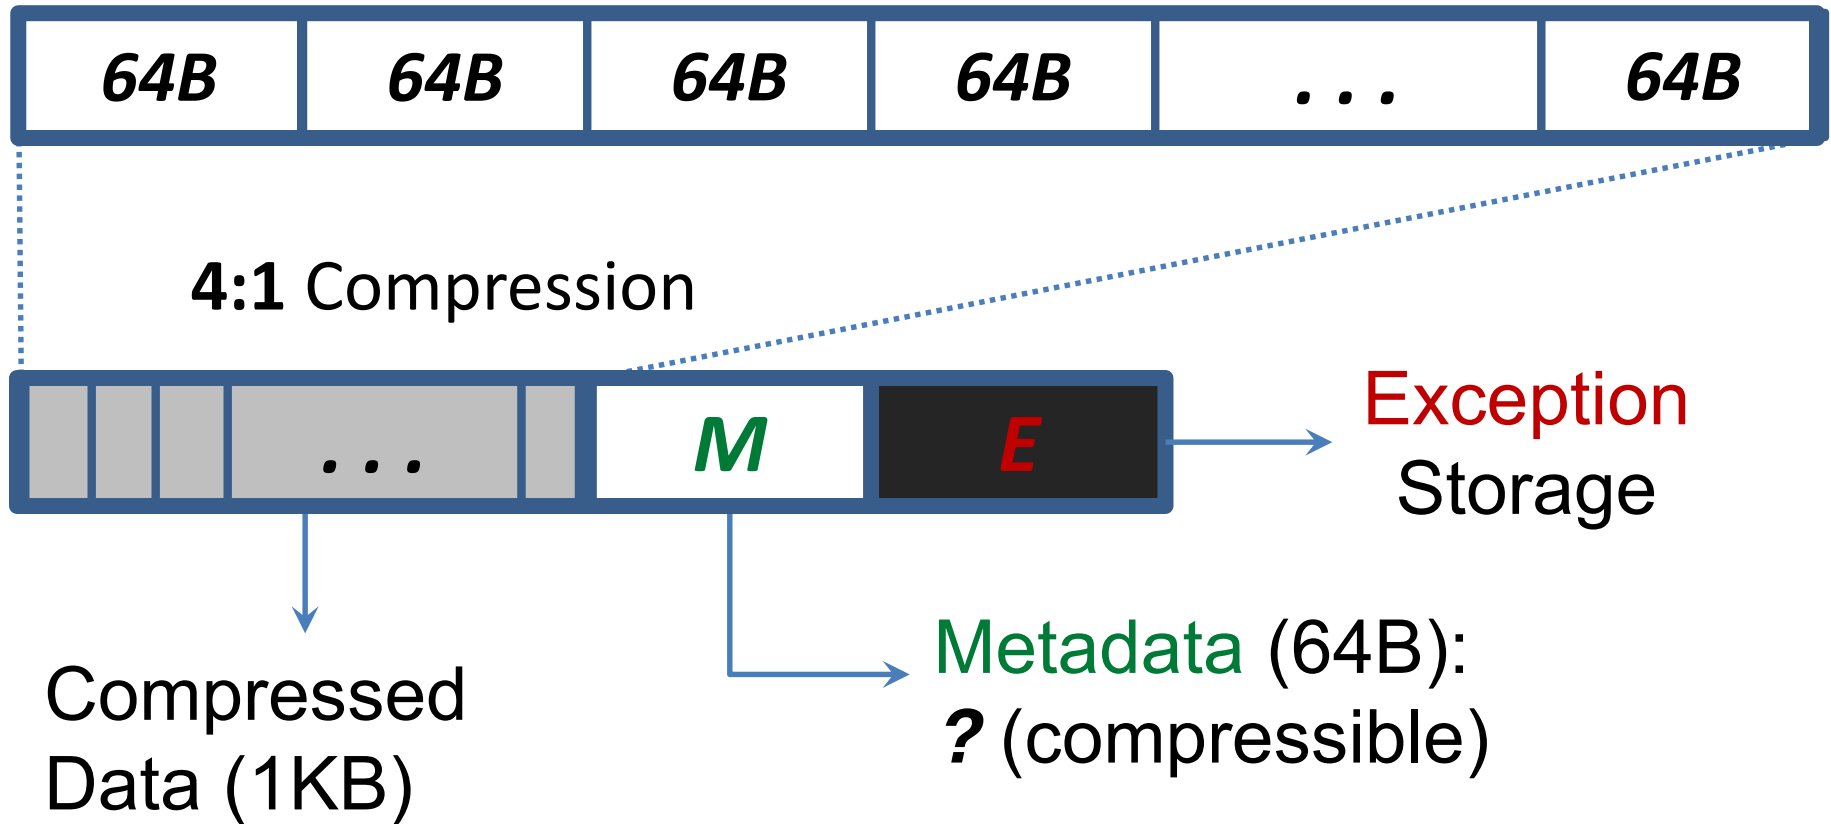 64B 64B 64B 64B . . . 64B
4:1 Compression
. . . M E
Exception
Storage
Metadata (64B):
? (compressible)
Compressed
Data (1KB)